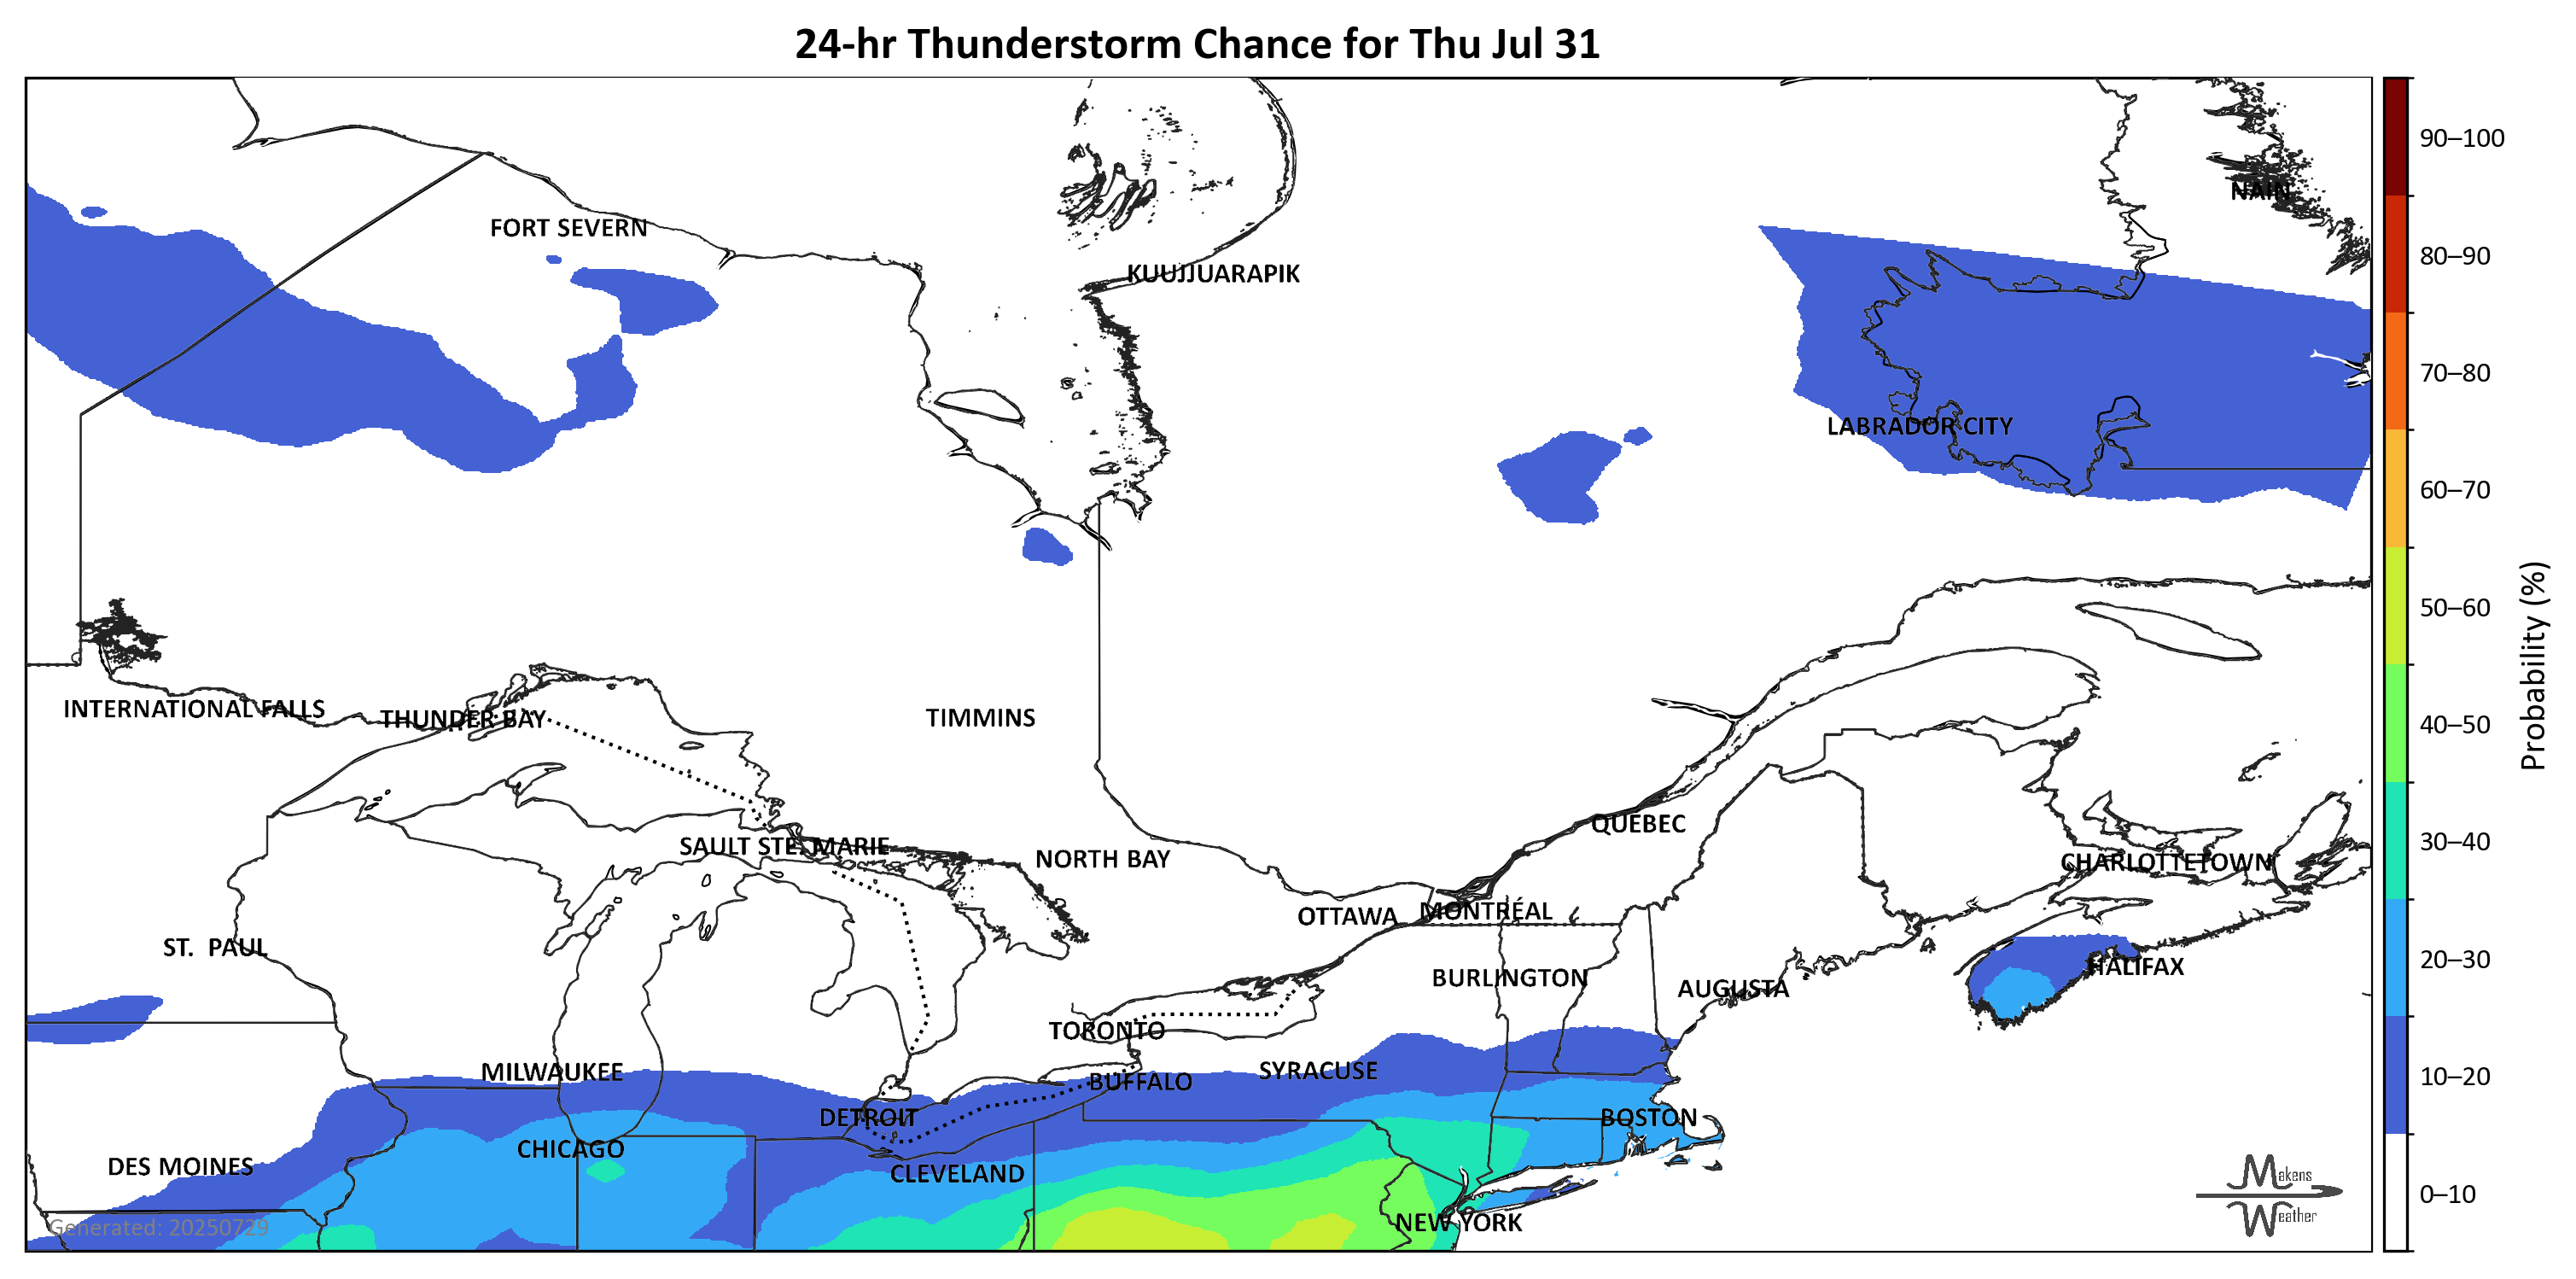 24-hr Thunderstorm Chance for Thu Jul 31
90–100
NAIN
FORT SEVERN
80–90
KUUJJUARAPIK
70–80
LABRADOR CITY
60–70
50–60
Probability (%)
INTERNATIONAL FALLS
THUNDER BAY
TIMMINS
40–50
QUEBEC
SAULT STE. MARIE
30–40
NORTH BAY
CHARLOTTETOWN
OTTAWA
MONTRÉAL
ST. PAUL
20–30
HALIFAX
BURLINGTON
AUGUSTA
TORONTO
MILWAUKEE
SYRACUSE
10–20
BUFFALO
DETROIT
BOSTON
CHICAGO
DES MOINES
CLEVELAND
Makens
Weather
0–10
NEW YORK
Generated: 20250729